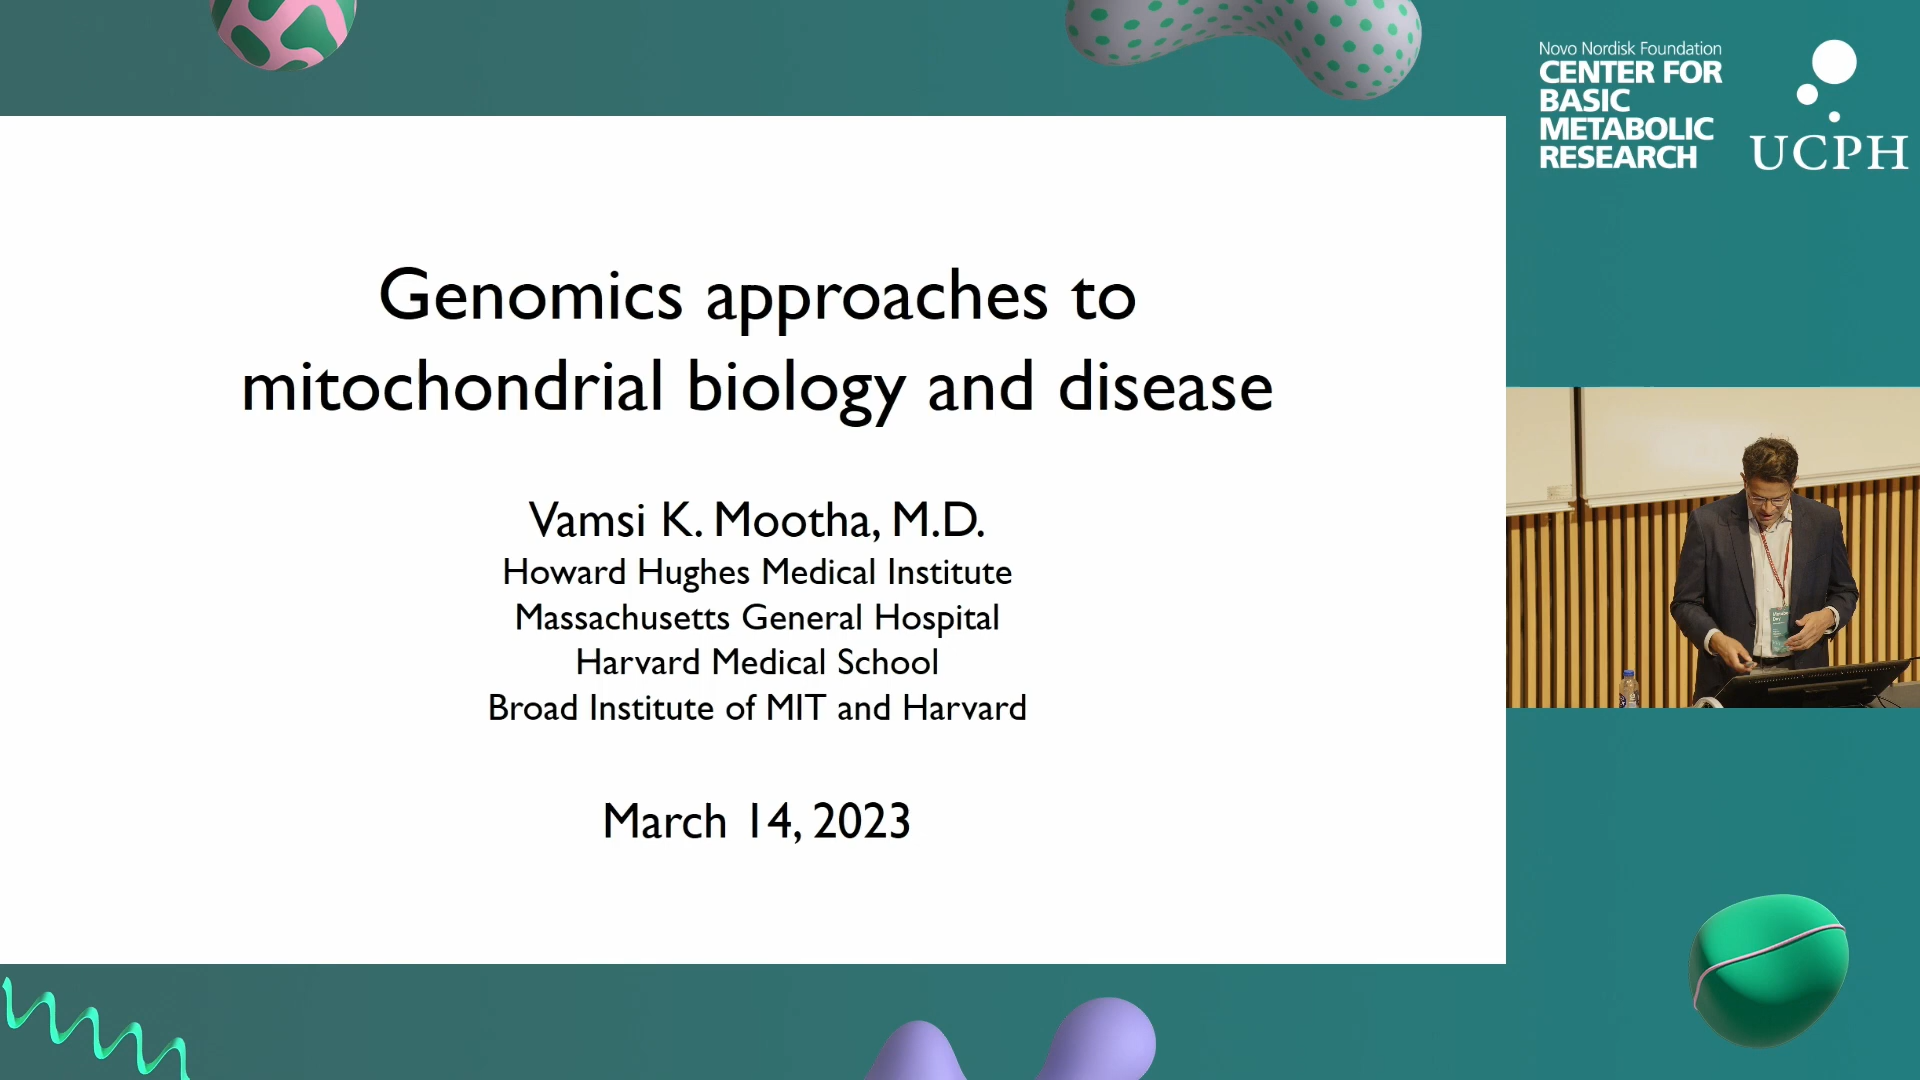 Novo Nordisk Foundation
CENTER FOR
BASIC
METABOLIC
RESEARCH
UCPH
Genomics approaches to
mitochondrial biology and disease
Vamsi K. Mootha, M.D.
Howard Hughes Medical Institute
Massachusetts General Hospital
Harvard Medical School
Broad Institute of MIT and Harvard
March 14, 2023